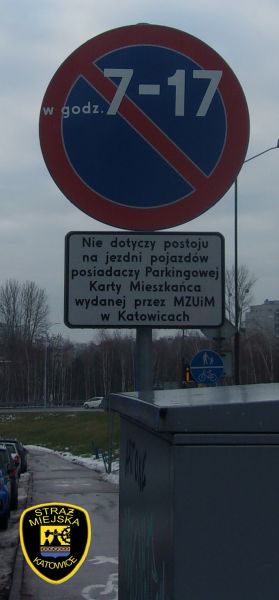 w godz. 7-17
Nie dotyczy postoju
na jezdni pojazdów
posiadaczy Parkingowej
Karty Mieszkańca
wydanej przez MZUiM
w Katowicach
STRAŻ
MIEJSKA
KATOWICE